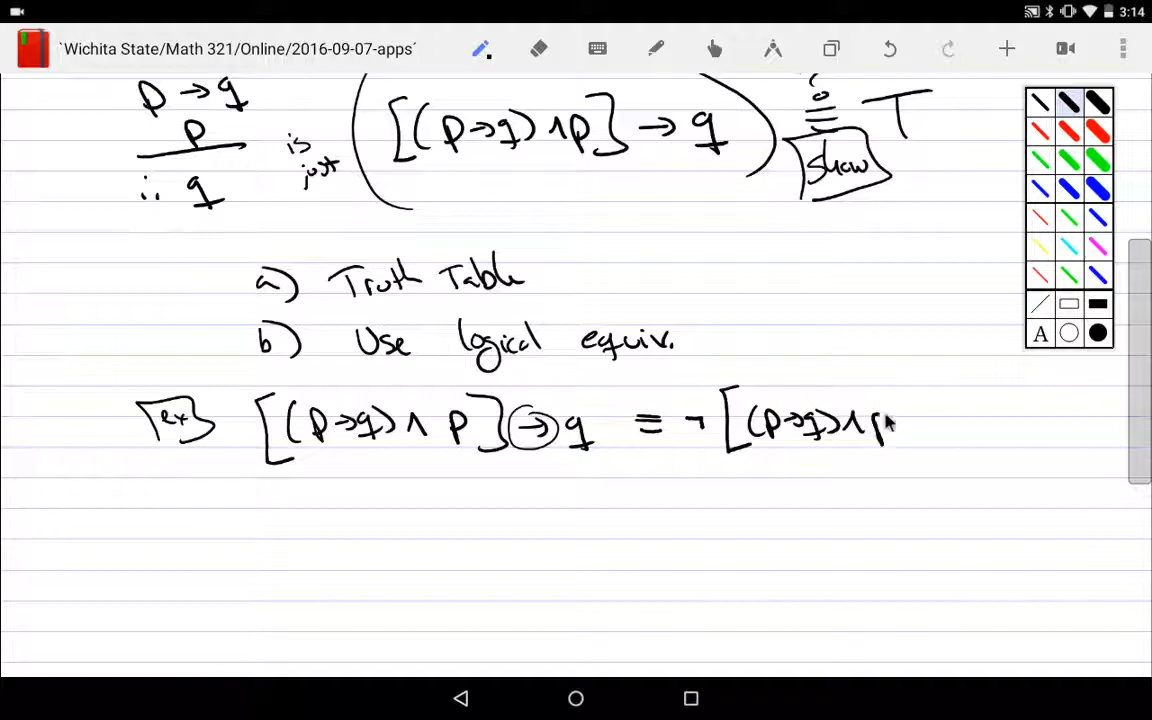 3:14
`Wichita State/Math 321/Online/2016-09-07-apps´
p → q
p
∴ q
is just
( [(p→q) ∧ p] → q ) ≡ T
show
a) Truth Table
b) Use logical equiv.
ex [(p→q) ∧ p] → q ≡ ¬ [(p→q) ∧ p
A